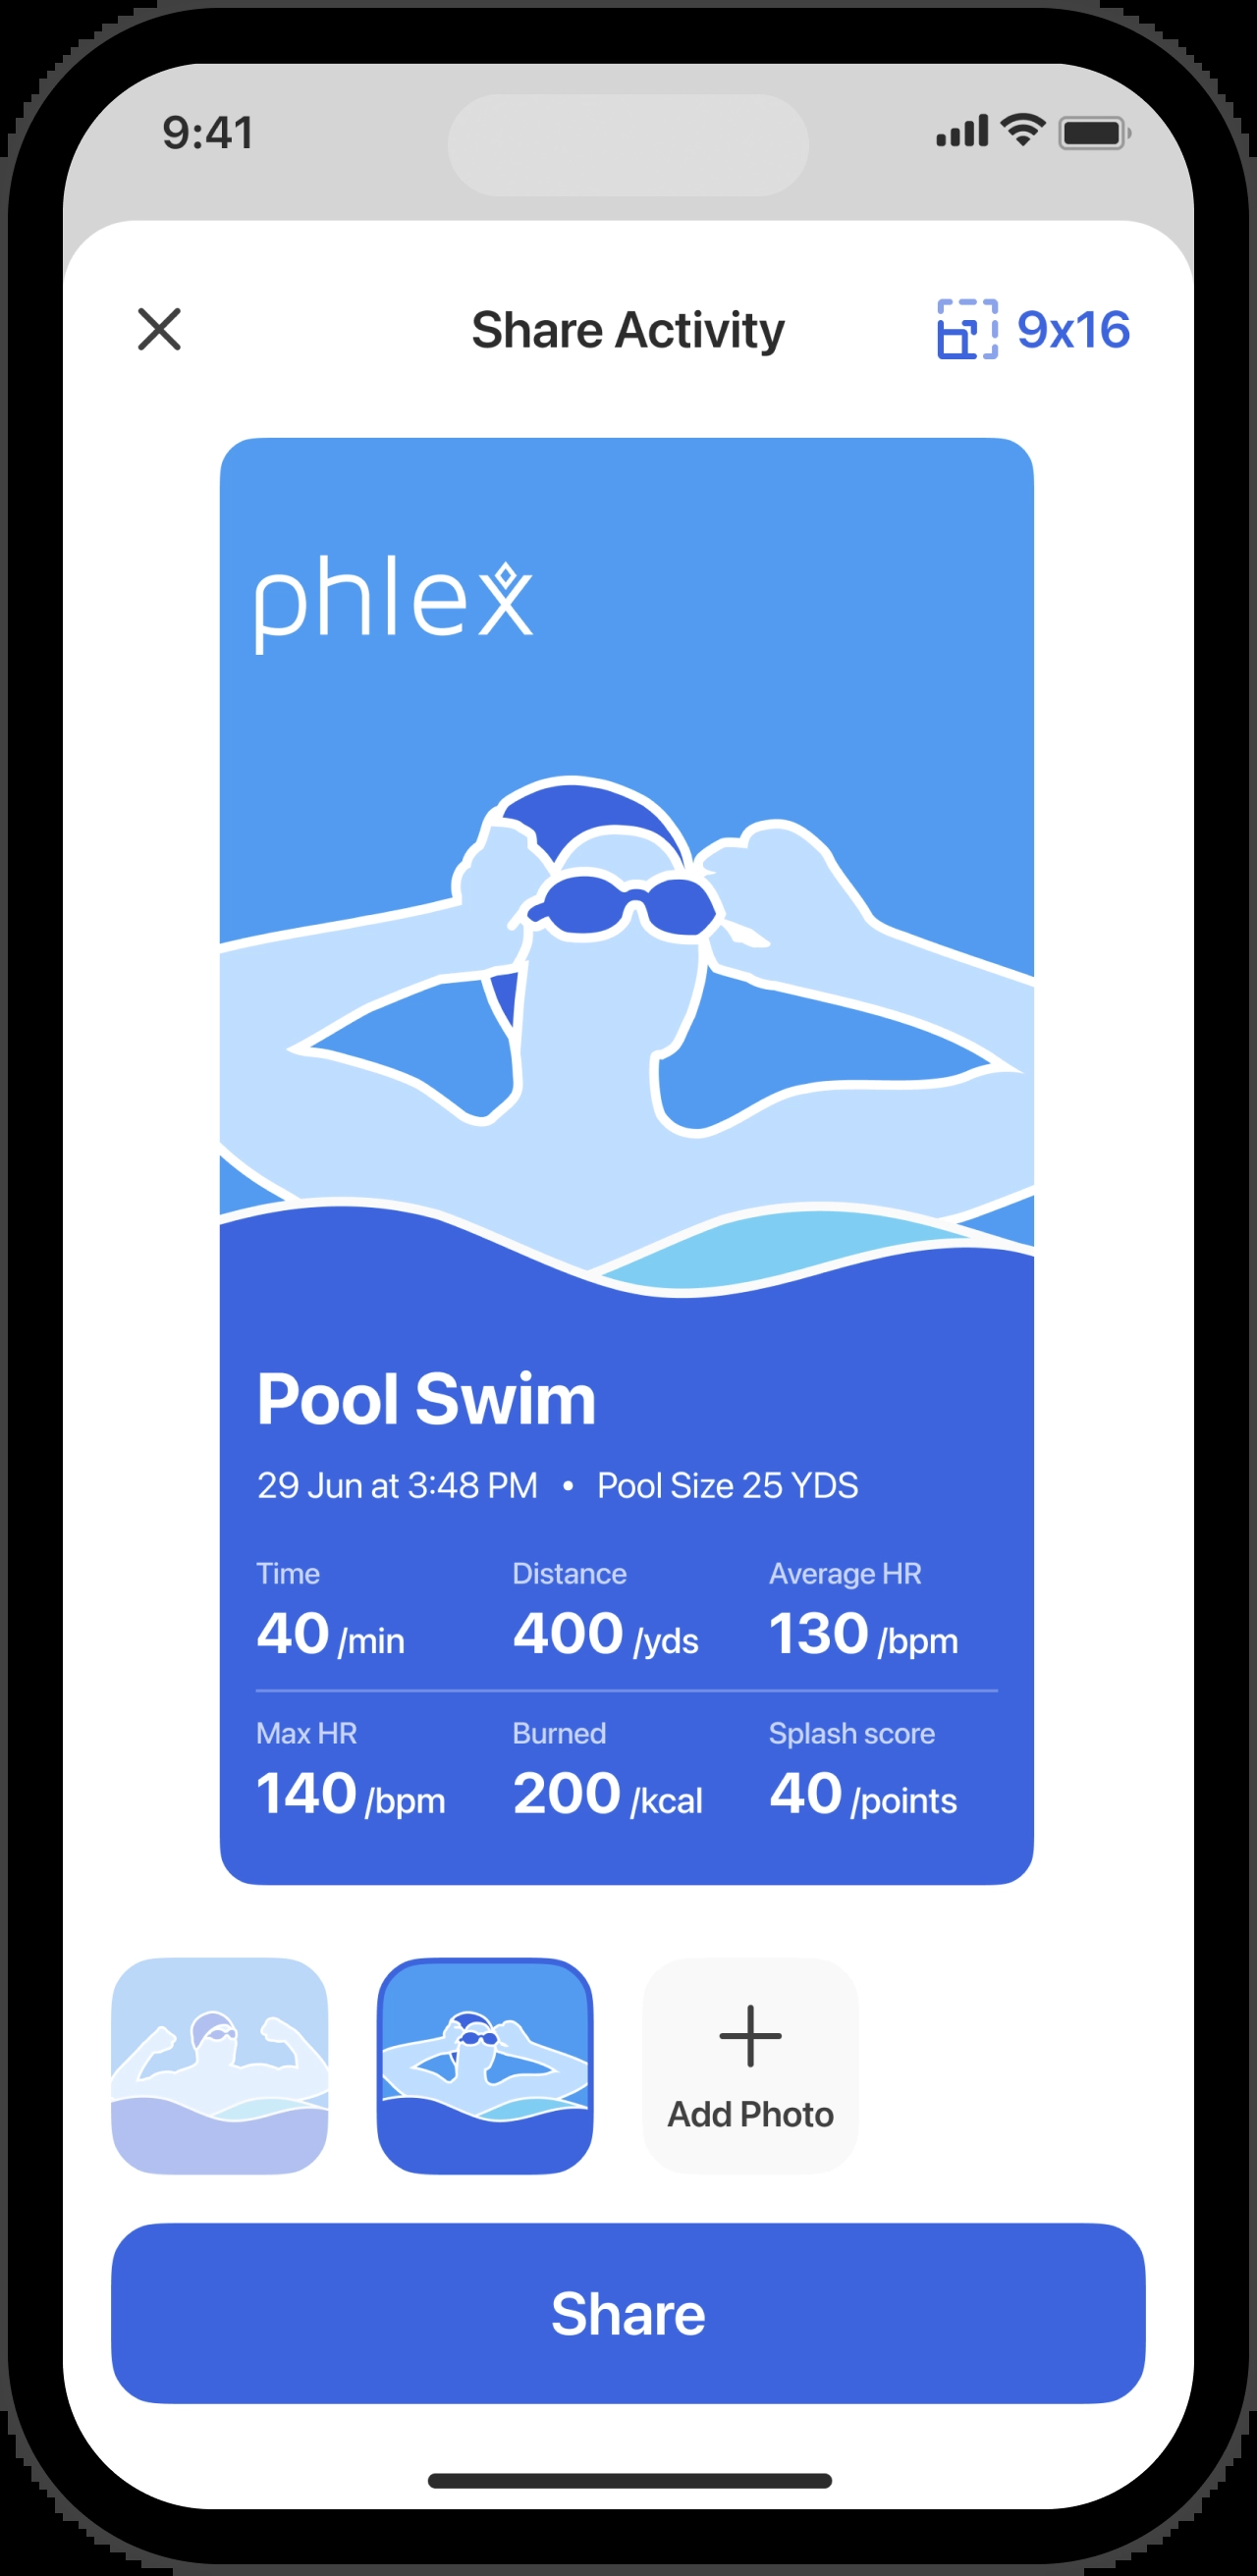 9:41
Share Activity 9x16
phlex
Pool Swim
29 Jun at 3:48 PM • Pool Size 25 YDS
Time Distance Average HR
40 /min 400 /yds 130 /bpm
Max HR Burned Splash score
140 /bpm 200 /kcal 40 /points
Add Photo
Share